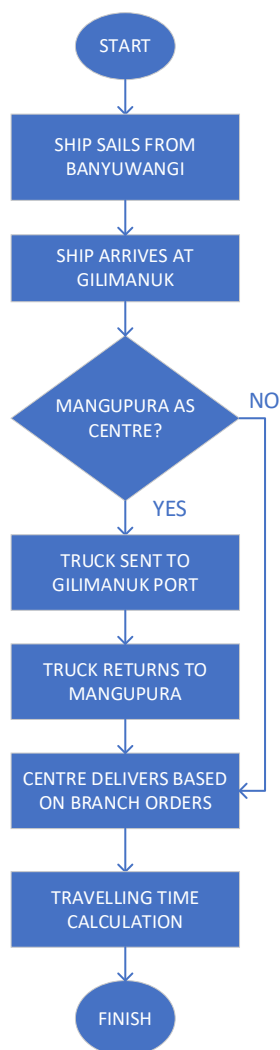 START
SHIP SAILS FROM
BANYUWANGI
SHIP ARRIVES AT
GILIMANUK
MANGUPURA AS
CENTRE?
NO
YES
TRUCK SENT TO
GILIMANUK PORT
TRUCK RETURNS TO
MANGUPURA
CENTRE DELIVERS BASED
ON BRANCH ORDERS
TRAVELLING TIME
CALCULATION
FINISH